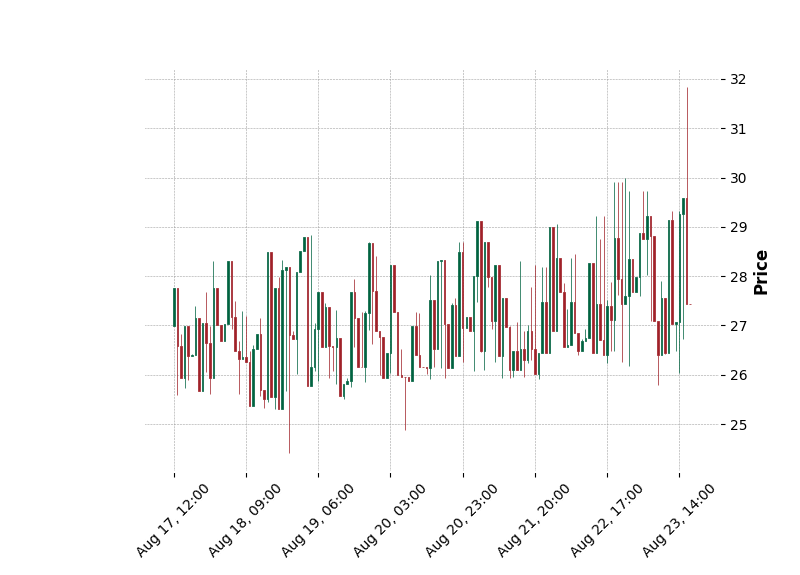 32
31
30
29
28
27
26
25
Price
Aug 17, 12:00
Aug 18, 09:00
Aug 19, 06:00
Aug 20, 03:00
Aug 20, 23:00
Aug 21, 20:00
Aug 22, 17:00
Aug 23, 14:00